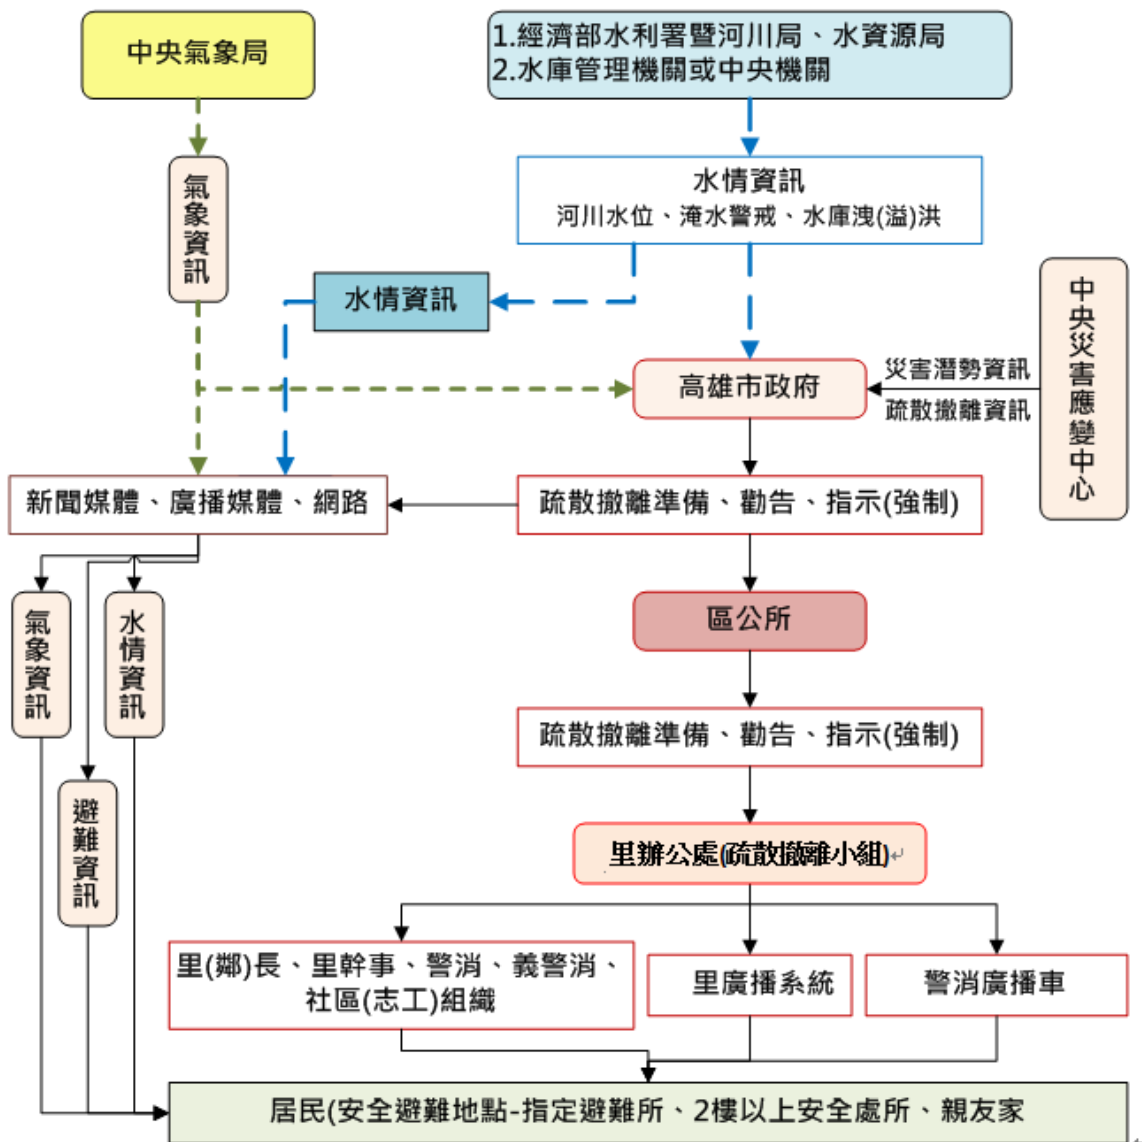 中央氣象局
1.經濟部水利署暨河川局、水資源局
2.水庫管理機關或中央機關
氣象資訊
水情資訊
河川水位、淹水警戒、水庫洩(溢)洪
水情資訊
中央災害應變中心
高雄市政府
災害潛勢資訊
疏散撤離資訊
新聞媒體、廣播媒體、網路
疏散撤離準備、勸告、指示(強制)
氣象資訊
水情資訊
區公所
疏散撤離準備、勸告、指示(強制)
避難資訊
里辦公處(疏散撤離小組)
里(鄰)長、里幹事、警消、義警消、
社區(志工)組織
里廣播系統
警消廣播車
居民(安全避難地點-指定避難所、2樓以上安全處所、親友家